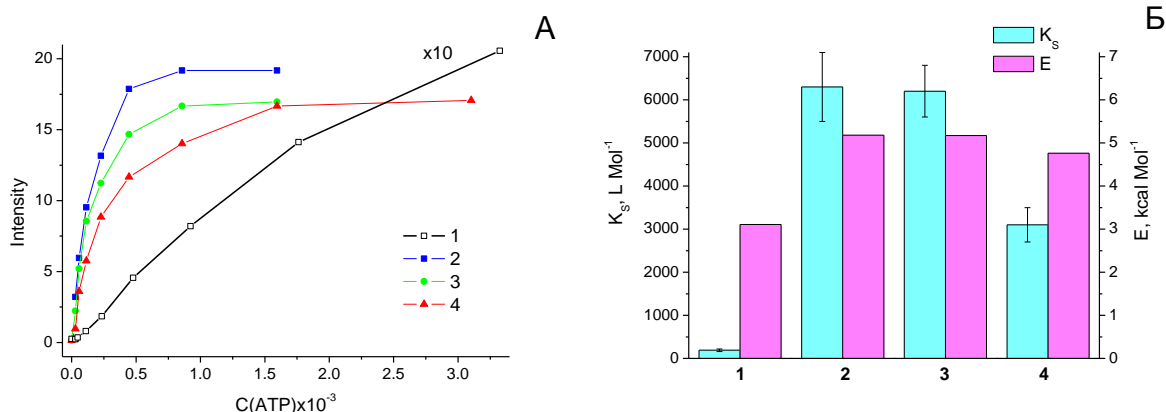 А
x10
20
15
10
5
0
Intensity
0.0 0.5 1.0 1.5 2.0 2.5 3.0
C(ATP)x10⁻³
1
2
3
4
Б
K_S
E
7000
6000
5000
4000
3000
2000
1000
0
K_S, L Mol⁻¹
7
6
5
4
3
2
1
0
E, kcal Mol⁻¹
1 2 3 4